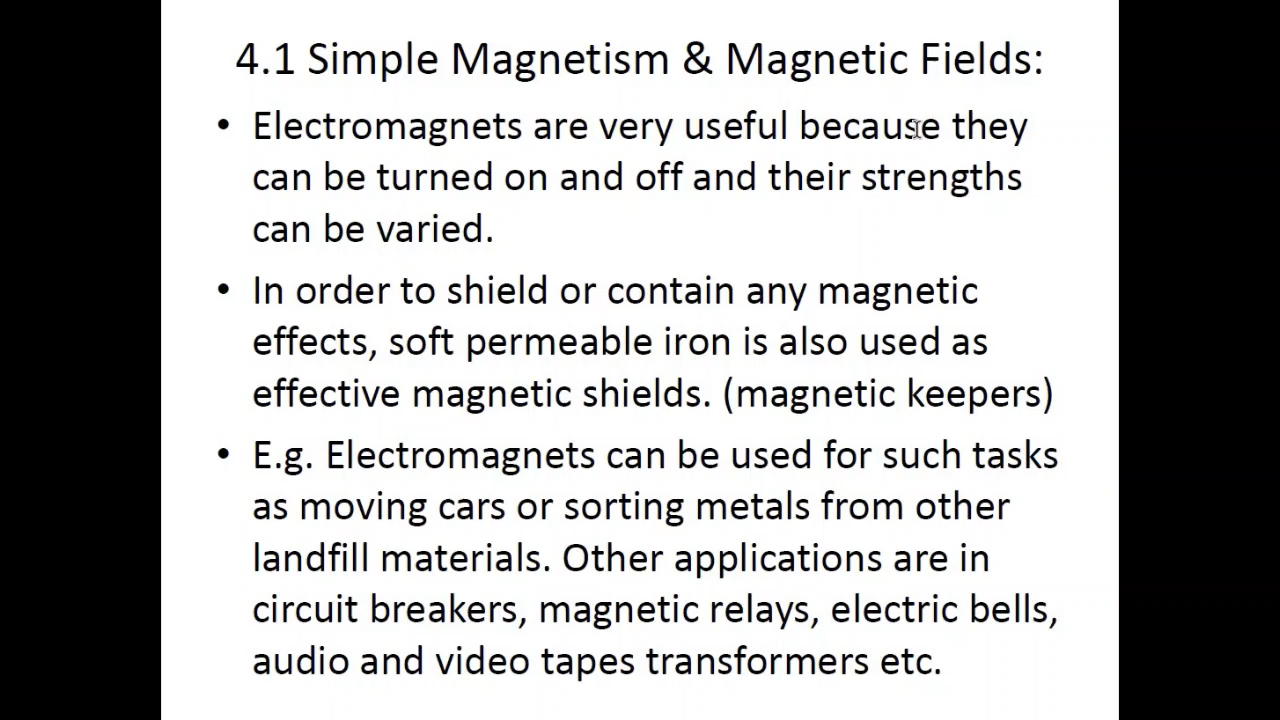 4.1 Simple Magnetism & Magnetic Fields:
• Electromagnets are very useful because they
can be turned on and off and their strengths
can be varied.
• In order to shield or contain any magnetic
effects, soft permeable iron is also used as
effective magnetic shields. (magnetic keepers)
• E.g. Electromagnets can be used for such tasks
as moving cars or sorting metals from other
landfill materials. Other applications are in
circuit breakers, magnetic relays, electric bells,
audio and video tapes transformers etc.